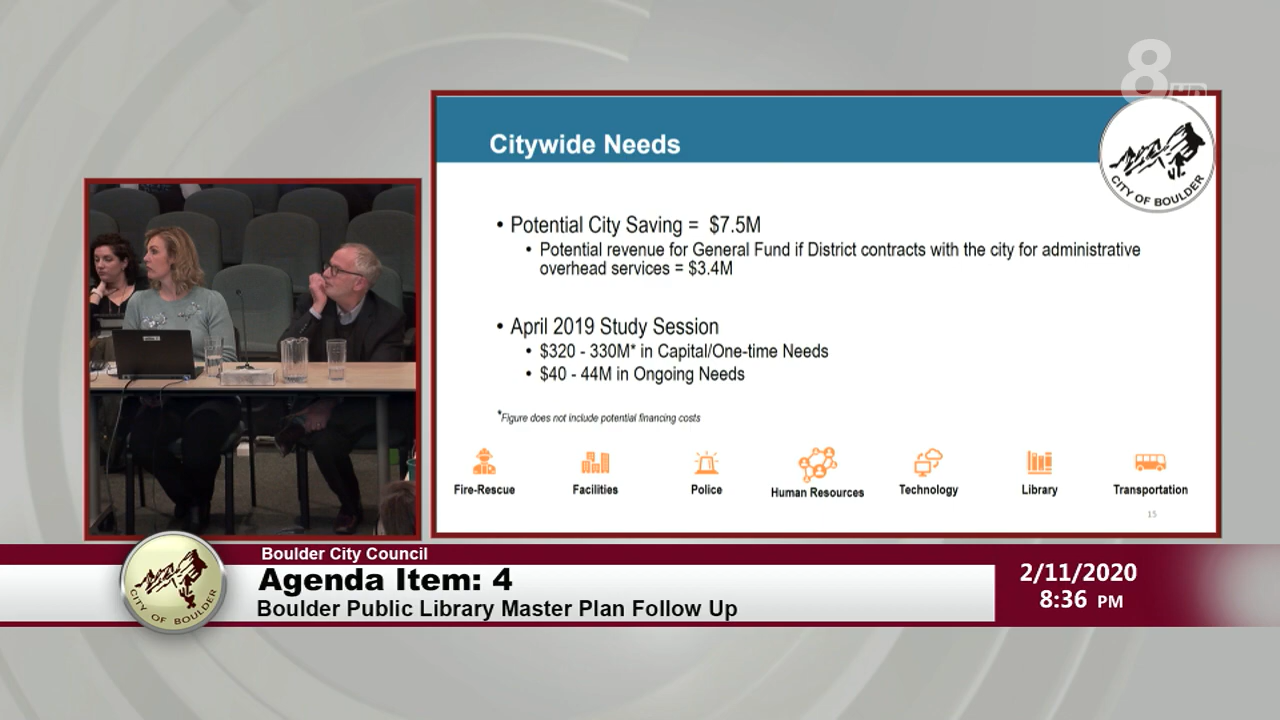 8
HD
Citywide Needs
CITY OF BOULDER
• Potential City Saving = $7.5M
• Potential revenue for General Fund if District contracts with the city for administrative
overhead services = $3.4M
• April 2019 Study Session
• $320 - 330M* in Capital/One-time Needs
• $40 - 44M in Ongoing Needs
*Figure does not include potential financing costs
Fire-Rescue Facilities Police Human Resources Technology Library Transportation
15
Boulder City Council
Agenda Item: 4
Boulder Public Library Master Plan Follow Up
CITY OF BOULDER
2/11/2020
8:36 PM